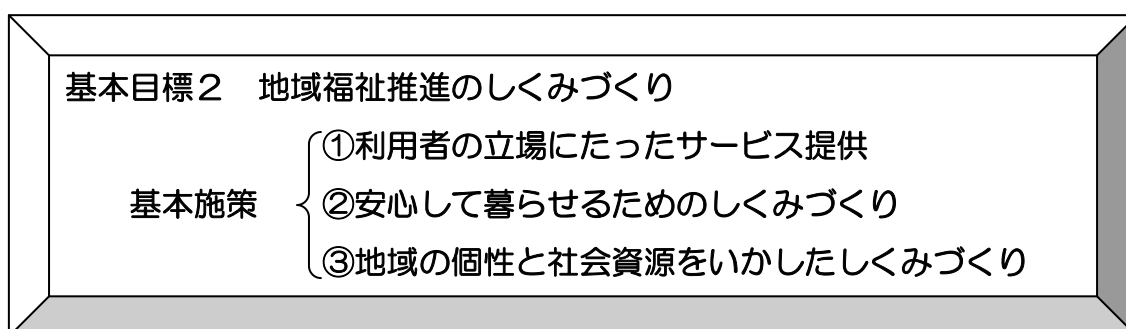 基本目標２　地域福祉推進のしくみづくり
①利用者の立場にたったサービス提供
基本施策　②安心して暮らせるためのしくみづくり
③地域の個性と社会資源をいかしたしくみづくり